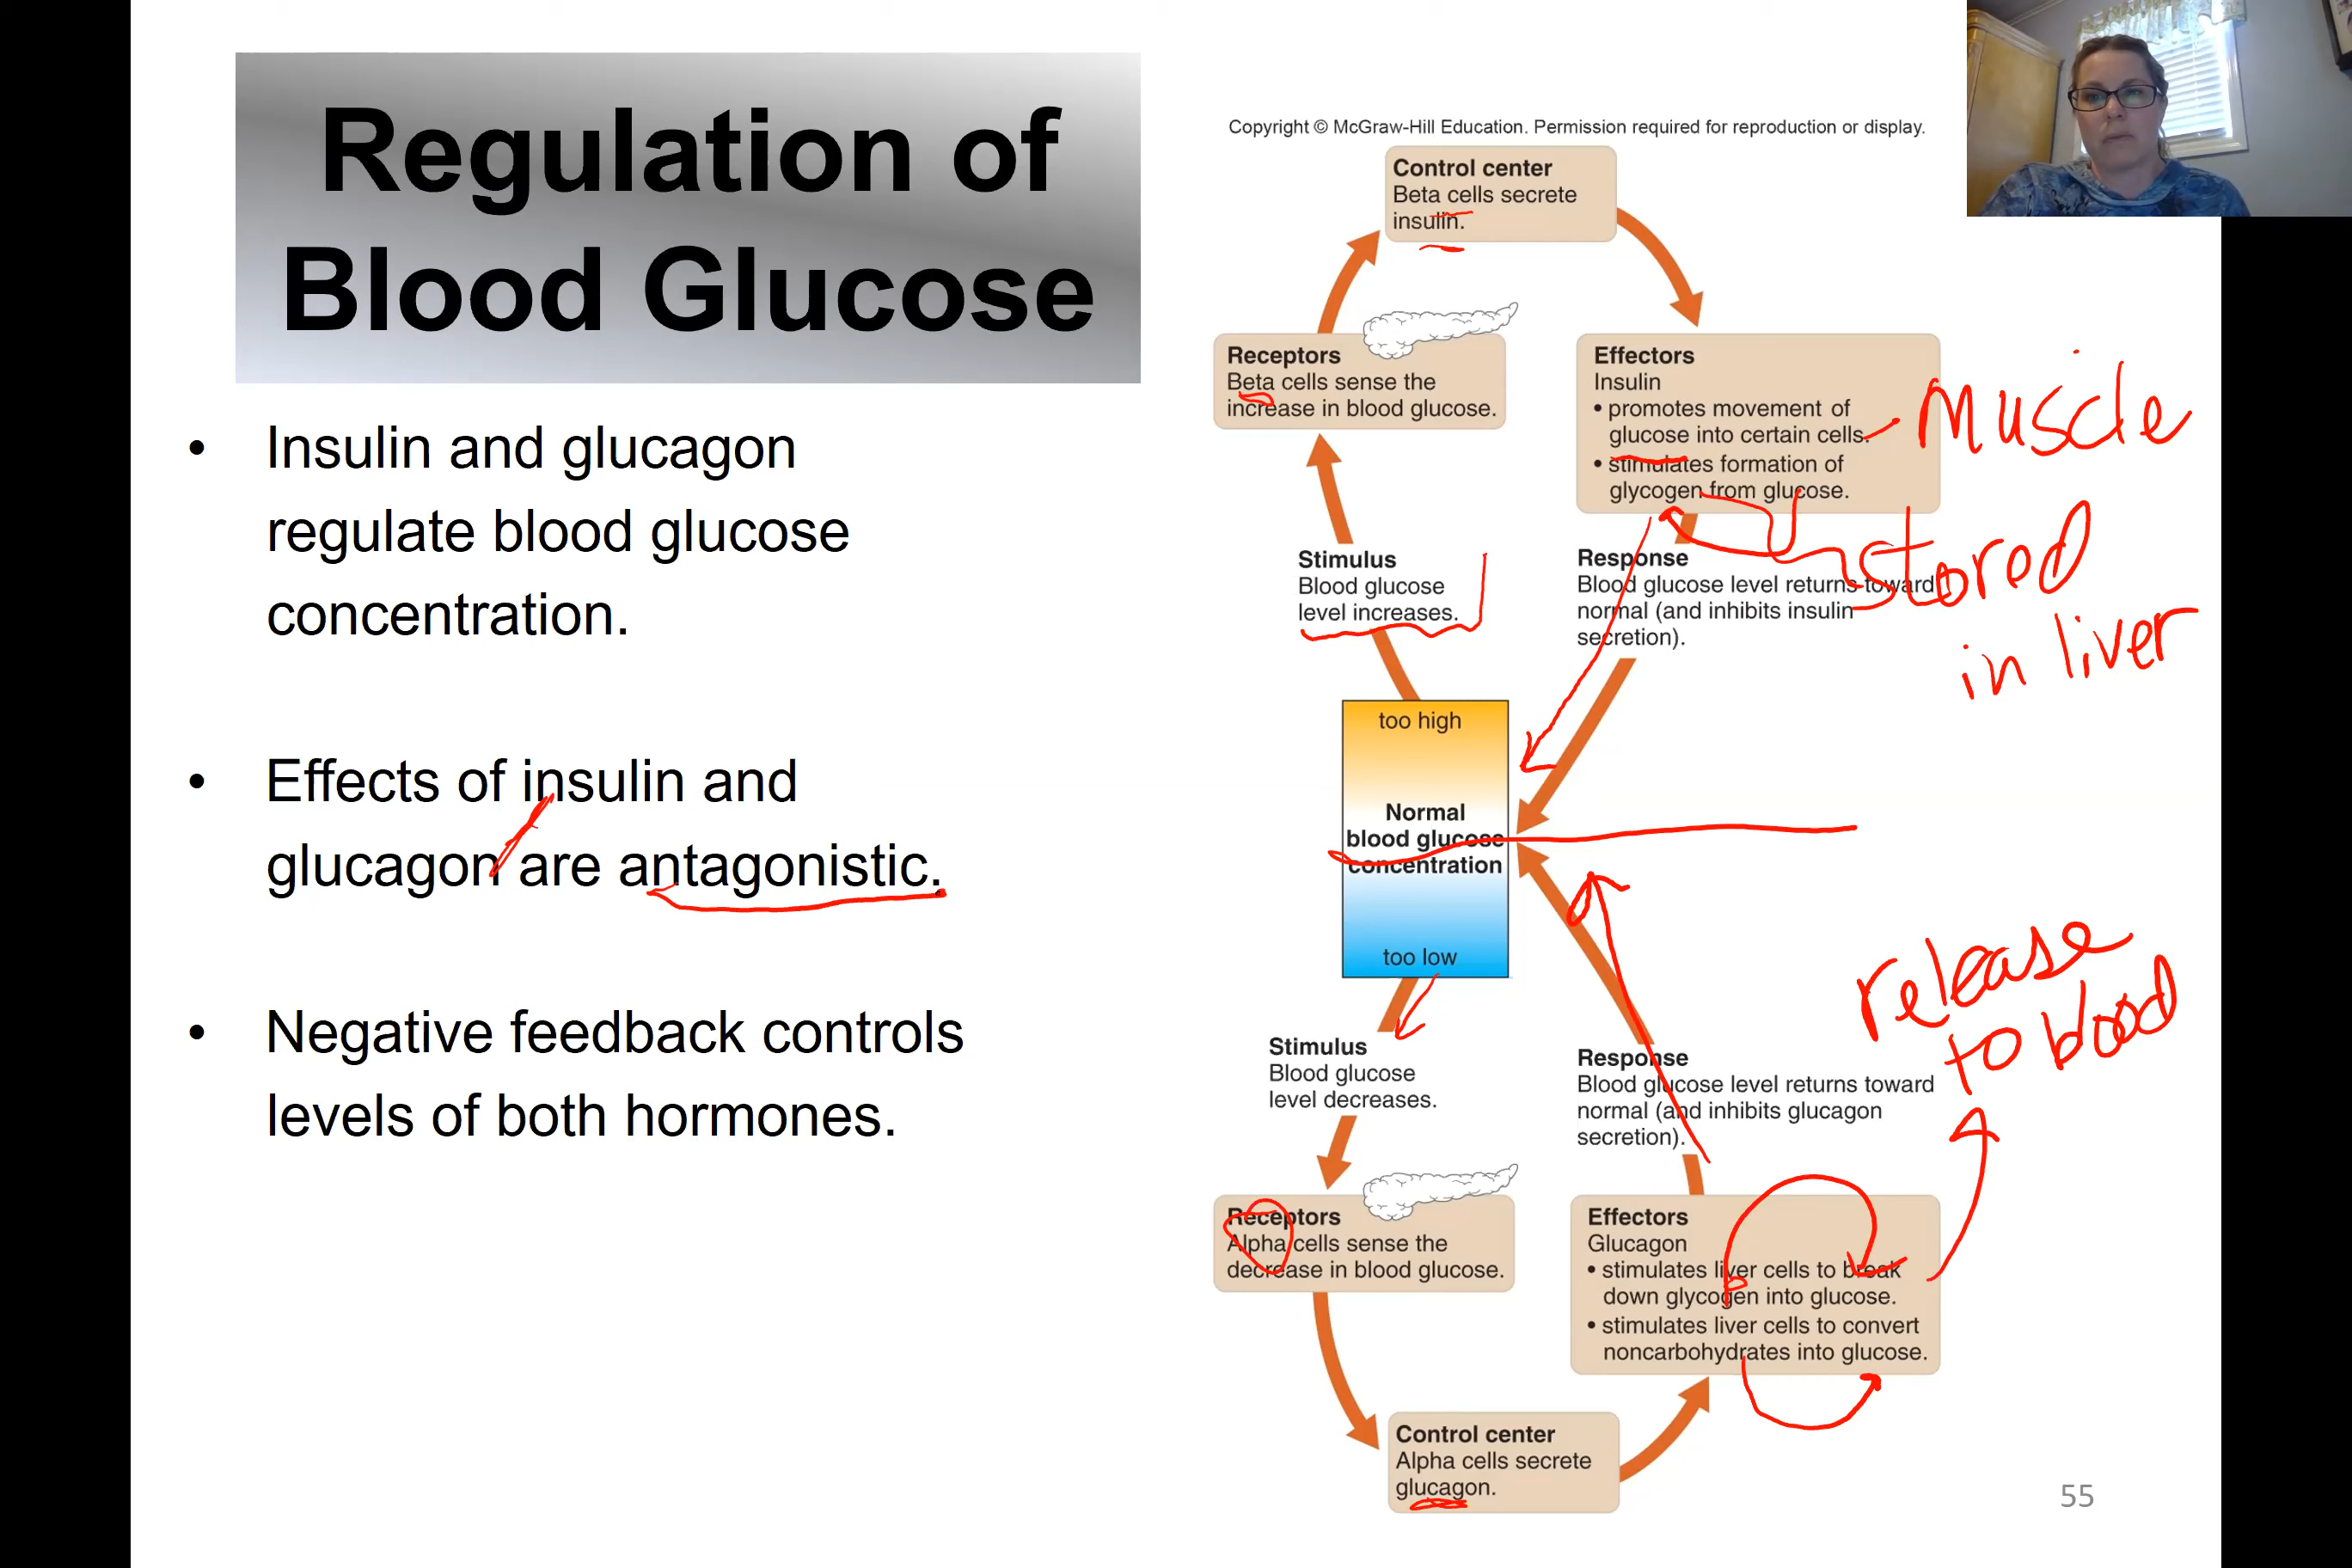 Regulation of
Blood Glucose
• Insulin and glucagon
regulate blood glucose
concentration.
• Effects of insulin and
glucagon are antagonistic.
• Negative feedback controls
levels of both hormones.
Copyright © McGraw-Hill Education. Permission required for reproduction or display.
Control center
Beta cells secrete
insulin.
Receptors
Beta cells sense the
increase in blood glucose.
Effectors
Insulin
• promotes movement of
glucose into certain cells.
• stimulates formation of
glycogen from glucose.
muscle
stored
in liver
Stimulus
Blood glucose
level increases.
Response
Blood glucose level returns toward
normal (and inhibits insulin
secretion).
too high
Normal
blood glucose
concentration
too low
release
to blood
Stimulus
Blood glucose
level decreases.
Response
Blood glucose level returns toward
normal (and inhibits glucagon
secretion).
Receptors
Alpha cells sense the
decrease in blood glucose.
Effectors
Glucagon
• stimulates liver cells to break
down glycogen into glucose.
• stimulates liver cells to convert
noncarbohydrates into glucose.
Control center
Alpha cells secrete
glucagon.
55